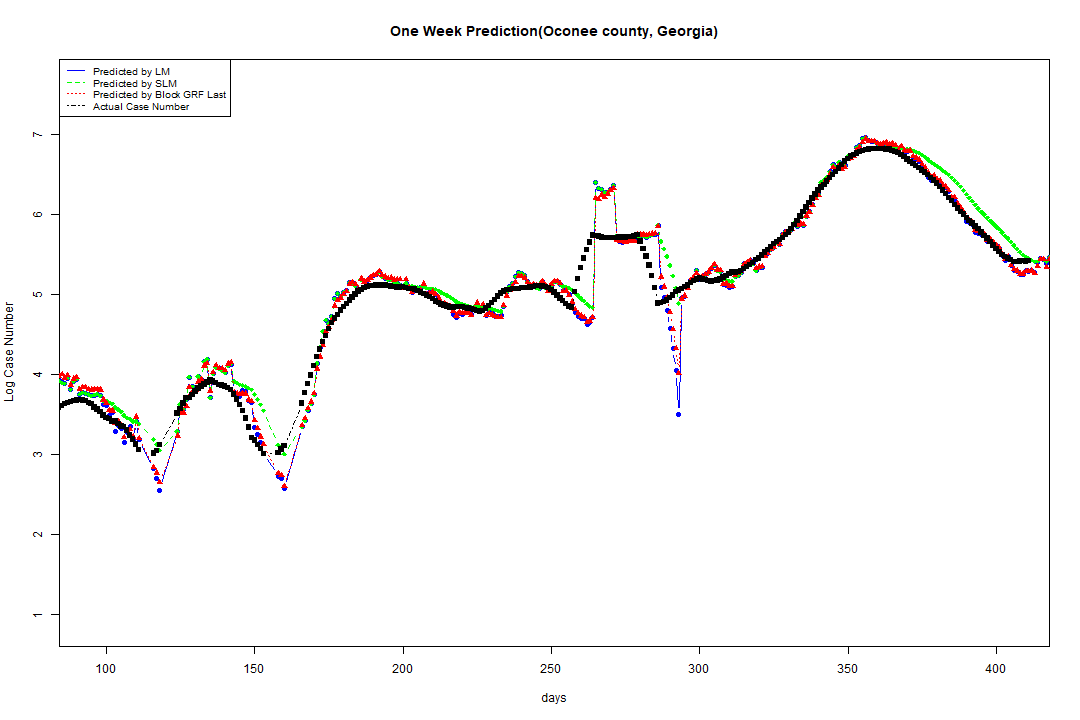 One Week Prediction(Oconee county, Georgia)
Predicted by LM
Predicted by SLM
Predicted by Block GRF Last
Actual Case Number
7
6
5
4
3
2
1
Log Case Number
100 150 200 250 300 350 400
days